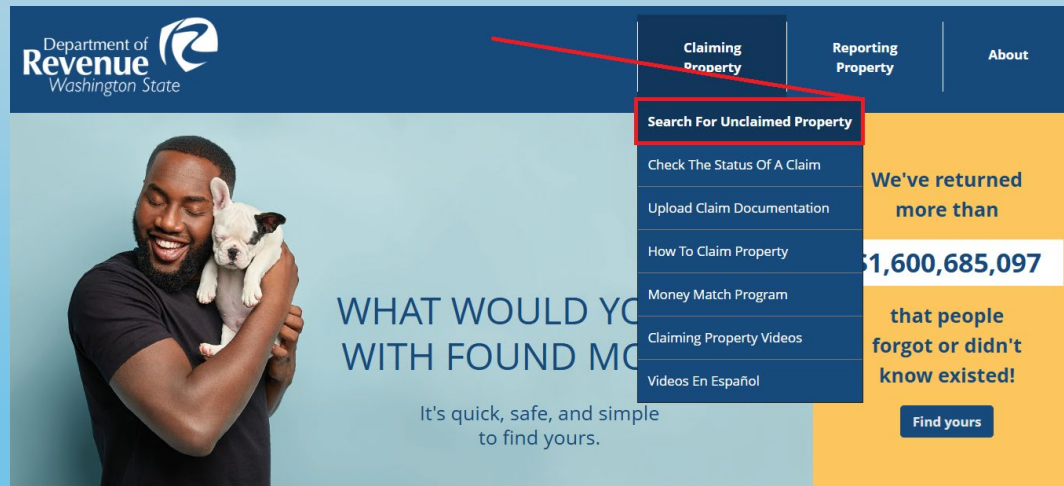 Department of
Revenue
Washington State
Claiming
Property
Reporting
Property
About
Search For Unclaimed Property
Check The Status Of A Claim
Upload Claim Documentation
How To Claim Property
Money Match Program
Claiming Property Videos
Videos En Español
WHAT WOULD
WITH FOUND
It's quick, safe, and simple
to find yours.
We've returned
more than
$1,600,685,097
that people
forgot or didn't
know existed!
Find yours